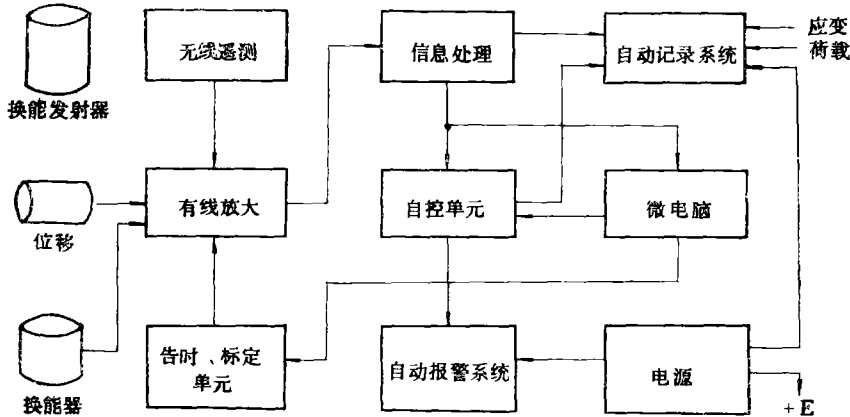 换能发射器
无线遥测
信息处理
自动记录系统
应变
荷载
位移
有线放大
自控单元
微电脑
换能器
告时、标定
单元
自动报警系统
电源
+E